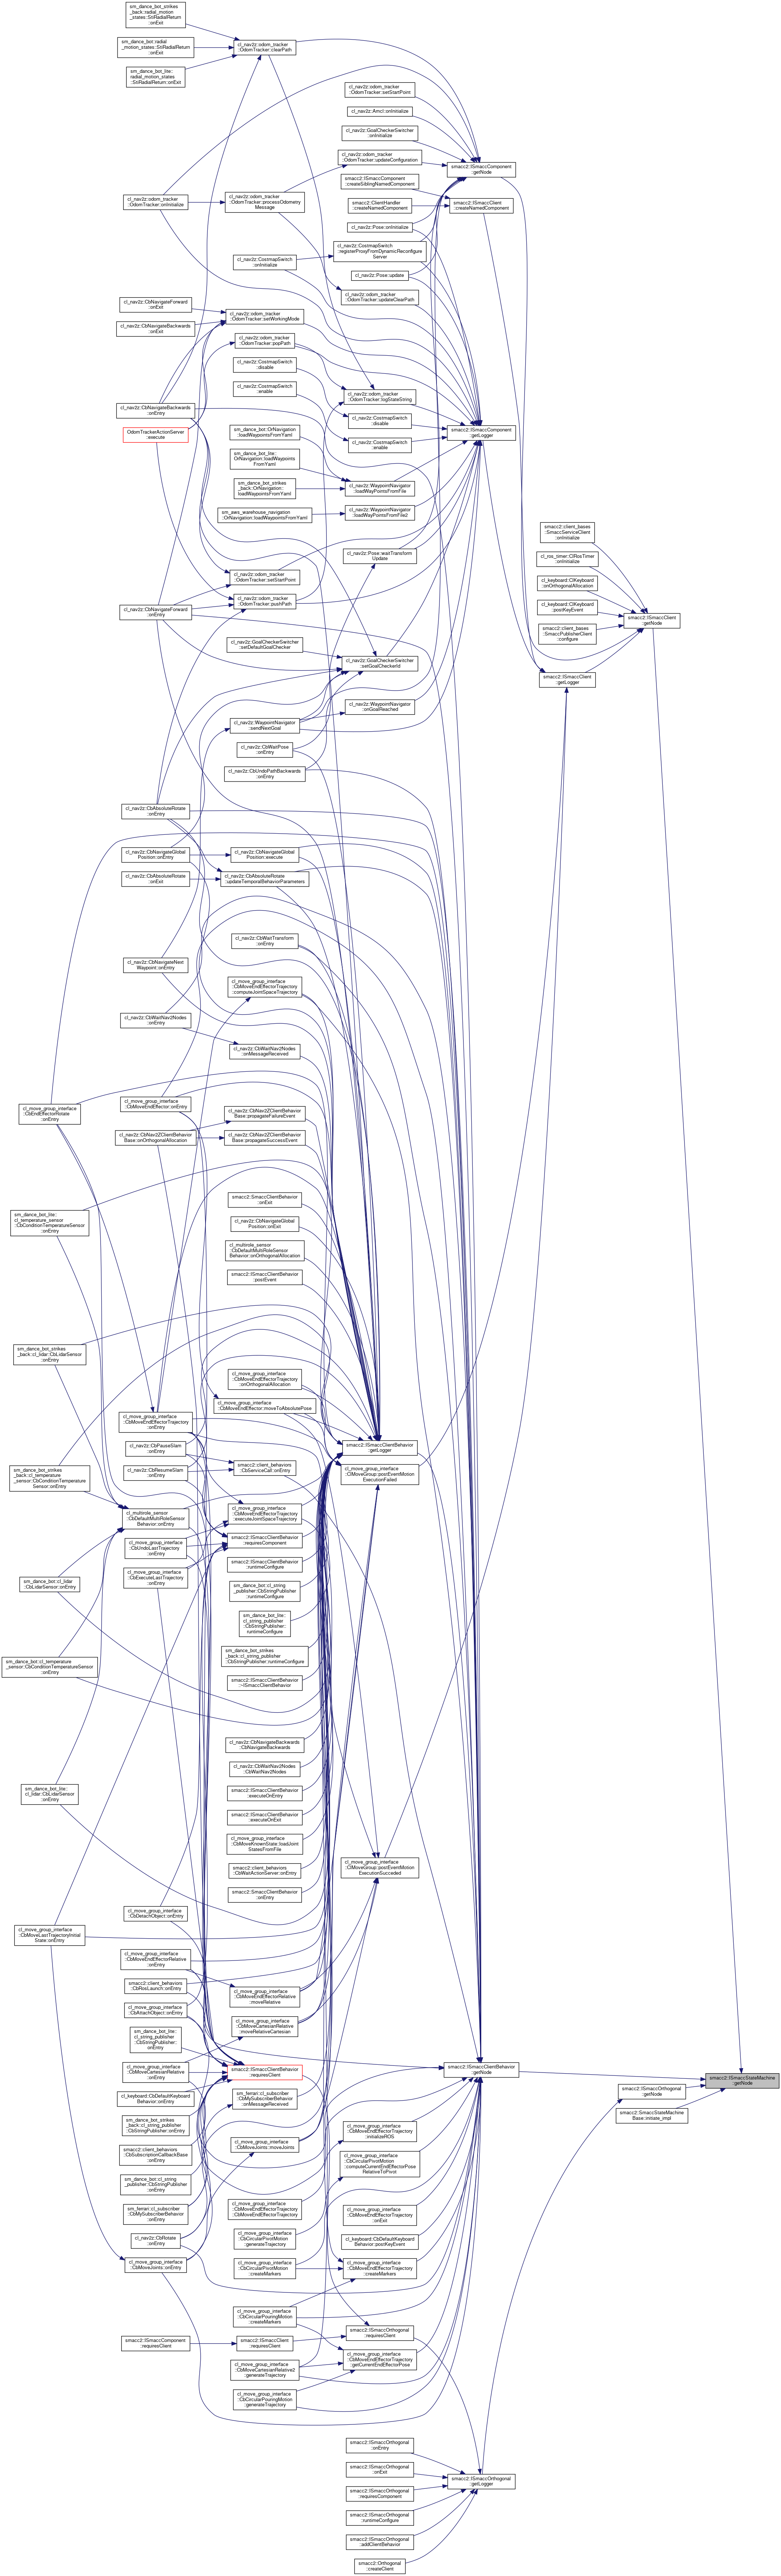 sm_dance_bot_strikes
_back::radial_motion
_states::StiRadialReturn
::onExit
sm_dance_bot::radial
_motion_states::StiRadialReturn
::onExit
sm_dance_bot_lite::
radial_motion_states
::StiRadialReturn::onExit
cl_nav2z::odom_tracker
::OdomTracker::clearPath
cl_nav2z::odom_tracker
::OdomTracker::setStartPoint
cl_nav2z::Amcl::onInitialize
cl_nav2z::GoalCheckerSwitcher
::onInitialize
cl_nav2z::odom_tracker
::OdomTracker::updateConfiguration
smacc2::ISmaccComponent
::getNode
smacc2::ISmaccComponent
::createSiblingNamedComponent
smacc2::ClientHandler
::createNamedComponent
smacc2::ISmaccClient
::createNamedComponent
cl_nav2z::odom_tracker
::OdomTracker::onInitialize
cl_nav2z::odom_tracker
::OdomTracker::processOdometry
Message
cl_nav2z::Pose::onInitialize
cl_nav2z::CostmapSwitch
::registerProxyFromDynamicReconfigure
Server
cl_nav2z::CostmapSwitch
::onInitialize
cl_nav2z::Pose::update
cl_nav2z::odom_tracker
::OdomTracker::updateClearPath
cl_nav2z::CbNavigateForward
::onExit
cl_nav2z::CbNavigateBackwards
::onExit
cl_nav2z::odom_tracker
::OdomTracker::setWorkingMode
cl_nav2z::odom_tracker
::OdomTracker::popPath
cl_nav2z::CostmapSwitch
::disable
cl_nav2z::CostmapSwitch
::enable
cl_nav2z::odom_tracker
::OdomTracker::logStateString
cl_nav2z::CbNavigateBackwards
::onEntry
OdomTrackerActionServer
::execute
cl_nav2z::CostmapSwitch
::disable
cl_nav2z::CostmapSwitch
::enable
smacc2::ISmaccComponent
::getLogger
sm_dance_bot::OrNavigation
::loadWaypointsFromYaml
sm_dance_bot_lite::
OrNavigation::loadWaypoints
FromYaml
sm_dance_bot_strikes
_back::OrNavigation::
loadWaypointsFromYaml
sm_aws_warehouse_navigation
::OrNavigation::loadWaypointsFromYaml
cl_nav2z::WaypointNavigator
::loadWayPointsFromFile
cl_nav2z::WaypointNavigator
::loadWayPointsFromFile2
cl_nav2z::Pose::waitTransform
Update
smacc2::client_bases
::SmaccServiceClient
::onInitialize
cl_ros_timer::ClRosTimer
::onInitialize
cl_keyboard::ClKeyboard
::onOrthogonalAllocation
cl_keyboard::ClKeyboard
::postKeyEvent
smacc2::client_bases
::SmaccPublisherClient
::configure
smacc2::ISmaccClient
::getNode
smacc2::ISmaccClient
::getLogger
cl_nav2z::odom_tracker
::OdomTracker::setStartPoint
cl_nav2z::odom_tracker
::OdomTracker::pushPath
cl_nav2z::CbNavigateForward
::onEntry
cl_nav2z::GoalCheckerSwitcher
::setDefaultGoalChecker
cl_nav2z::GoalCheckerSwitcher
::setGoalCheckerId
cl_nav2z::WaypointNavigator
::onGoalReached
cl_nav2z::WaypointNavigator
::sendNextGoal
cl_nav2z::CbWaitPose
::onEntry
cl_nav2z::CbUndoPathBackwards
::onEntry
cl_nav2z::CbAbsoluteRotate
::onEntry
cl_nav2z::CbNavigateGlobal
Position::onEntry
cl_nav2z::CbNavigateGlobal
Position::execute
cl_nav2z::CbAbsoluteRotate
::onExit
cl_nav2z::CbAbsoluteRotate
::updateTemporalBehaviorParameters
cl_nav2z::CbWaitTransform
::onEntry
cl_nav2z::CbNavigateNext
Waypoint::onEntry
cl_move_group_interface
::CbMoveEndEffectorTrajectory
::computeJointSpaceTrajectory
cl_nav2z::CbWaitNav2Nodes
::onEntry
cl_nav2z::CbWaitNav2Nodes
::onMessageReceived
cl_move_group_interface
::CbEndEffectorRotate
::onEntry
cl_move_group_interface
::CbMoveEndEffector::onEntry
cl_nav2z::CbNav2ZClientBehavior
Base::propagateFailureEvent
cl_nav2z::CbNav2ZClientBehavior
Base::onOrthogonalAllocation
cl_nav2z::CbNav2ZClientBehavior
Base::propagateSuccessEvent
smacc2::SmaccClientBehavior
::onExit
cl_nav2z::CbNavigateGlobal
Position::onExit
cl_multirole_sensor
::CbDefaultMultiRoleSensor
Behavior::onOrthogonalAllocation
smacc2::ISmaccClientBehavior
::postEvent
sm_dance_bot_lite::
cl_temperature_sensor
::CbConditionTemperatureSensor
::onEntry
sm_dance_bot_strikes
_back::cl_lidar::CbLidarSensor
::onEntry
cl_move_group_interface
::CbMoveEndEffectorTrajectory
::onOrthogonalAllocation
cl_move_group_interface
::CbMoveEndEffector::moveToAbsolutePose
cl_move_group_interface
::CbMoveEndEffectorTrajectory
::onEntry
cl_nav2z::CbPauseSlam
::onEntry
cl_nav2z::CbResumeSlam
::onEntry
smacc2::client_behaviors
::CbServiceCall::onEntry
smacc2::ISmaccClientBehavior
::getLogger
cl_move_group_interface
::ClMoveGroup::postEventMotion
ExecutionFailed
sm_dance_bot_strikes
_back::cl_temperature
_sensor::CbConditionTemperature
Sensor::onEntry
cl_multirole_sensor
::CbDefaultMultiRoleSensor
Behavior::onEntry
cl_move_group_interface
::CbMoveEndEffectorTrajectory
::executeJointSpaceTrajectory
smacc2::ISmaccClientBehavior
::requiresComponent
cl_move_group_interface
::CbUndoLastTrajectory
::onEntry
cl_move_group_interface
::CbExecuteLastTrajectory
::onEntry
smacc2::ISmaccClientBehavior
::runtimeConfigure
sm_dance_bot::cl_string
_publisher::CbStringPublisher
::runtimeConfigure
sm_dance_bot_lite::
cl_string_publisher
::CbStringPublisher::
runtimeConfigure
sm_dance_bot_strikes
_back::cl_string_publisher
::CbStringPublisher::runtimeConfigure
smacc2::ISmaccClientBehavior
::~ISmaccClientBehavior
sm_dance_bot::cl_lidar
::CbLidarSensor::onEntry
sm_dance_bot::cl_temperature
_sensor::CbConditionTemperatureSensor
::onEntry
cl_nav2z::CbNavigateBackwards
::CbNavigateBackwards
cl_nav2z::CbWaitNav2Nodes
::CbWaitNav2Nodes
smacc2::ISmaccClientBehavior
::executeOnEntry
smacc2::ISmaccClientBehavior
::executeOnExit
cl_move_group_interface
::CbMoveKnownState::loadJoint
StatesFromFile
smacc2::client_behaviors
::CbWaitActionServer::onEntry
smacc2::SmaccClientBehavior
::onEntry
sm_dance_bot_lite::
cl_lidar::CbLidarSensor
::onEntry
cl_move_group_interface
::ClMoveGroup::postEventMotion
ExecutionSucceded
cl_move_group_interface
::CbDetachObject::onEntry
cl_move_group_interface
::CbMoveLastTrajectoryInitial
State::onEntry
cl_move_group_interface
::CbMoveEndEffectorRelative
::onEntry
smacc2::client_behaviors
::CbRosLaunch::onEntry
cl_move_group_interface
::CbAttachObject::onEntry
cl_move_group_interface
::CbMoveEndEffectorRelative
::moveRelative
cl_move_group_interface
::CbMoveCartesianRelative
::moveRelativeCartesian
sm_dance_bot_lite::
cl_string_publisher
::CbStringPublisher::
onEntry
cl_move_group_interface
::CbMoveCartesianRelative
::onEntry
cl_keyboard::CbDefaultKeyboard
Behavior::onEntry
sm_dance_bot_strikes
_back::cl_string_publisher
::CbStringPublisher::onEntry
smacc2::client_behaviors
::CbSubscriptionCallbackBase
::onEntry
sm_dance_bot::cl_string
_publisher::CbStringPublisher
::onEntry
sm_ferrari::cl_subscriber
::CbMySubscriberBehavior
::onEntry
cl_nav2z::CbRotate
::onEntry
cl_move_group_interface
::CbMoveJoints::onEntry
smacc2::ISmaccClientBehavior
::requiresClient
sm_ferrari::cl_subscriber
::CbMySubscriberBehavior
::onMessageReceived
cl_move_group_interface
::CbMoveJoints::moveJoints
smacc2::ISmaccClientBehavior
::getNode
smacc2::ISmaccOrthogonal
::getNode
smacc2::SmaccStateMachine
Base::initiate_impl
smacc2::ISmaccStateMachine
::getNode
cl_move_group_interface
::CbMoveEndEffectorTrajectory
::initializeROS
cl_move_group_interface
::CbCircularPivotMotion
::computeCurrentEndEffectorPose
RelativeToPivot
cl_move_group_interface
::CbMoveEndEffectorTrajectory
::onExit
cl_keyboard::CbDefaultKeyboard
Behavior::postKeyEvent
cl_move_group_interface
::CbMoveEndEffectorTrajectory
::createMarkers
cl_move_group_interface
::CbMoveEndEffectorTrajectory
::CbMoveEndEffectorTrajectory
cl_move_group_interface
::CbCircularPivotMotion
::generateTrajectory
cl_move_group_interface
::CbCircularPivotMotion
::createMarkers
cl_move_group_interface
::CbCircularPouringMotion
::createMarkers
smacc2::ISmaccOrthogonal
::requiresClient
smacc2::ISmaccComponent
::requiresClient
smacc2::ISmaccClient
::requiresClient
cl_move_group_interface
::CbMoveEndEffectorTrajectory
::getCurrentEndEffectorPose
cl_move_group_interface
::CbMoveCartesianRelative2
::generateTrajectory
cl_move_group_interface
::CbCircularPouringMotion
::generateTrajectory
smacc2::ISmaccOrthogonal
::onEntry
smacc2::ISmaccOrthogonal
::onExit
smacc2::ISmaccOrthogonal
::requiresComponent
smacc2::ISmaccOrthogonal
::runtimeConfigure
smacc2::ISmaccOrthogonal
::addClientBehavior
smacc2::Orthogonal
::createClient
smacc2::ISmaccOrthogonal
::getLogger